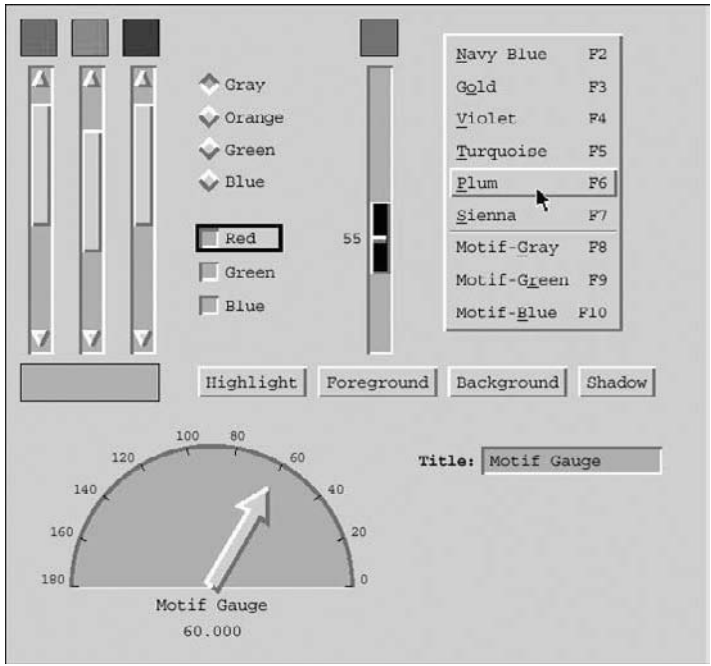 Gray
Orange
Green
Blue
Red
Green
Blue
55
Navy Blue F2
Gold F3
Violet F4
Turquoise F5
Plum F6
Sienna F7
Motif-Gray F8
Motif-Green F9
Motif-Blue F10
Highlight
Foreground
Background
Shadow
180
160
140
120
100
80
60
40
20
0
Motif Gauge
60.000
Title: Motif Gauge